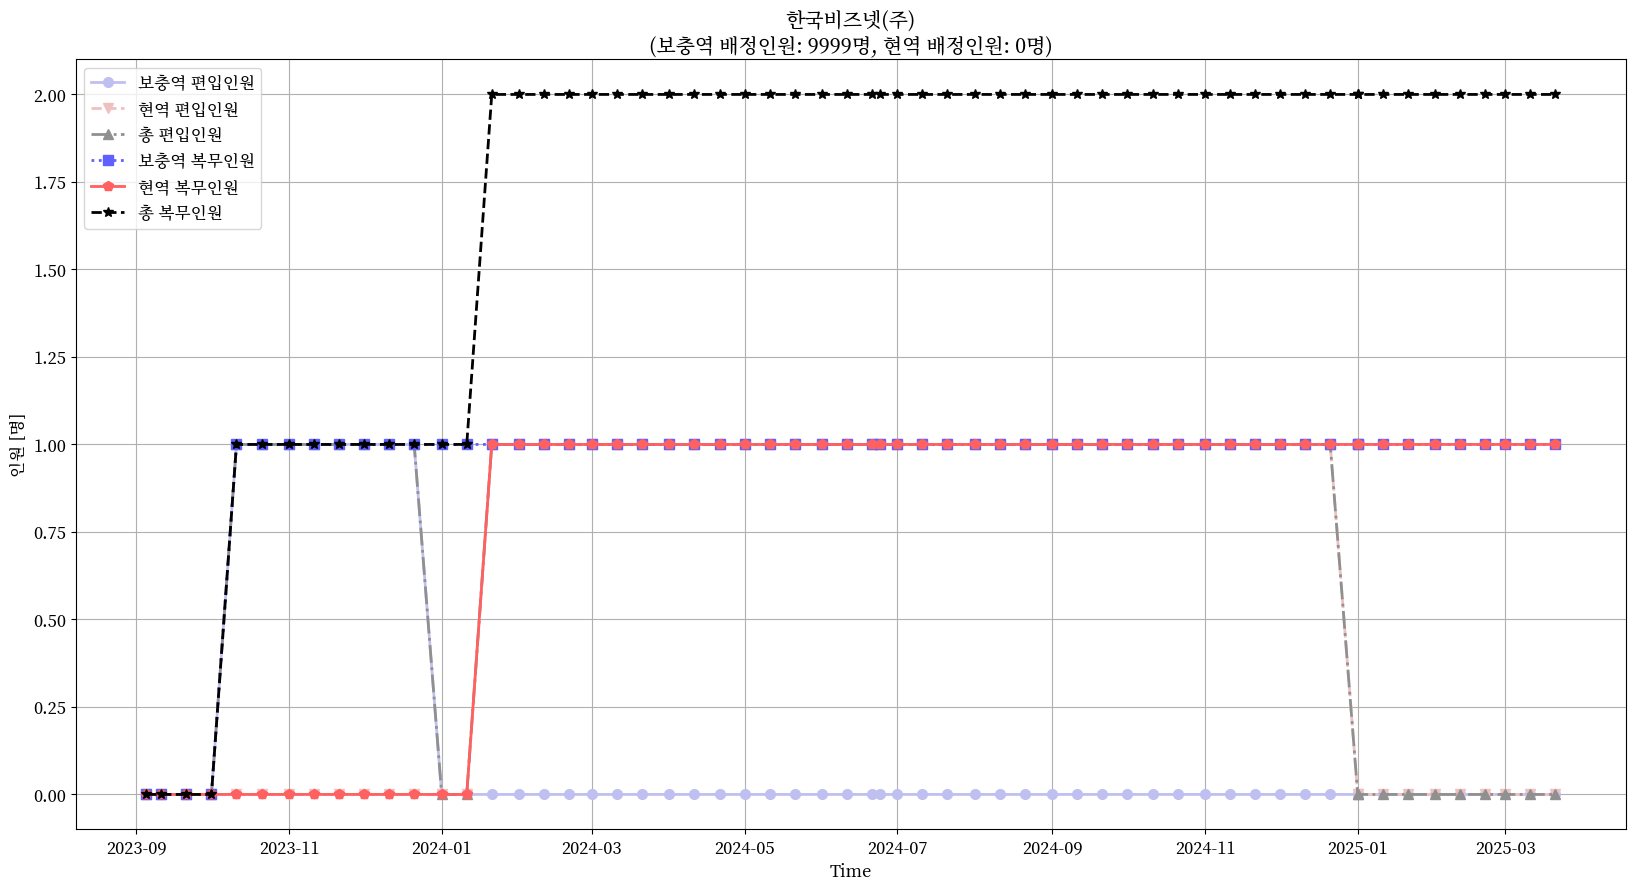 한국비즈넷(주)
(보충역 배정인원: 9999명, 현역 배정인원: 0명)
보충역 편입인원
현역 편입인원
총 편입인원
보충역 복무인원
현역 복무인원
총 복무인원
인원 [명]
2.00
1.75
1.50
1.25
1.00
0.75
0.50
0.25
0.00
2023-09 2023-11 2024-01 2024-03 2024-05 2024-07 2024-09 2024-11 2025-01 2025-03
Time